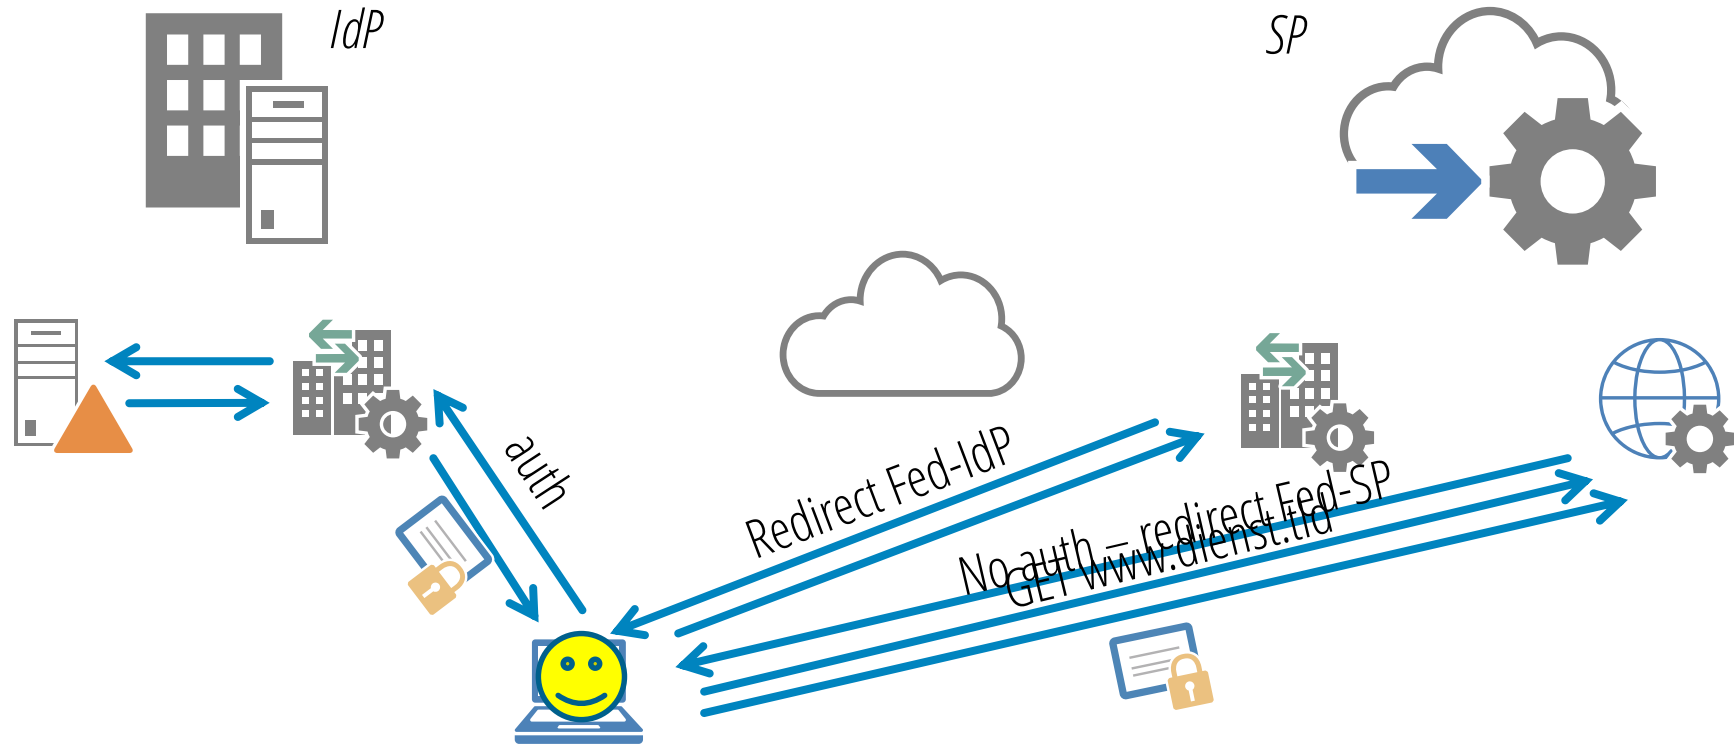 IdP
SP
auth
Redirect Fed-IdP
No auth – redirect Fed-SP
GET www.dienst.tld